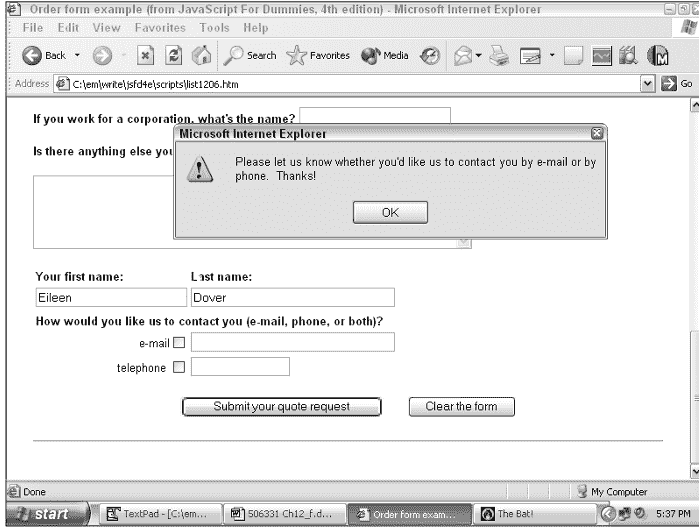 Order form example (from JavaScript For Dummies, 4th edition) - Microsoft Internet Explorer
File Edit View Favorites Tools Help
Back Search Favorites Media
Address C:\em\write\jsfd4e\scripts\list1206.htm Go
If you work for a corporation, what's the name?
Microsoft Internet Explorer
Is there anything else you
Please let us know whether you'd like us to contact you by e-mail or by
phone. Thanks!
OK
Your first name: Last name:
Eileen Dover
How would you like us to contact you (e-mail, phone, or both)?
e-mail
telephone
Submit your quote request Clear the form
Done My Computer
start TextPad - [C:\em... 506331 Ch12_f.d... Order form exam... The Bat! 5:37 PM